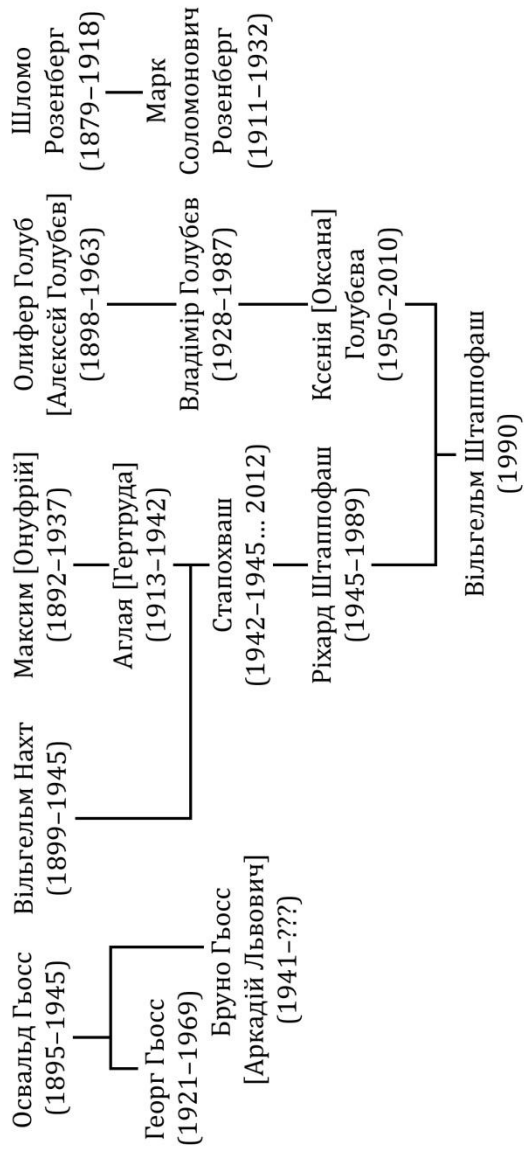 Освальд Гьосс
(1895–1945)
Вільгельм Нахт
(1899–1945)
Максим [Онуфрій]
(1892–1937)
Олифер Голуб
[Алєксєй Голубєв]
(1898–1963)
Шломо
Розенберг
(1879–1918)
Георг Гьосс
(1921–1969)
Аглая [Гертруда]
(1913–1942)
Владімір Голубєв
(1928–1987)
Марк
Соломонович
Розенберг
(1911–1932)
Бруно Гьосс
[Аркадій Львович]
(1941–???)
Стапохваш
(1942–1945... 2012)
Ріхард Штаппофаш
(1945–1989)
Ксєнія [Оксана]
Голубєва
(1950–2010)
Вільгельм Штаппофаш
(1990)